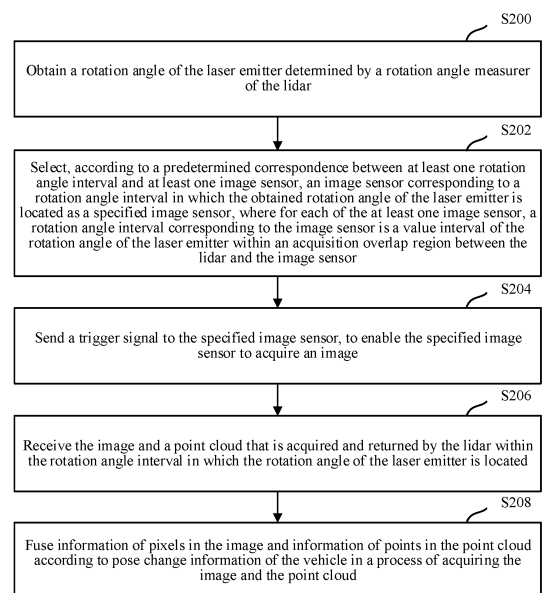 S200
Obtain a rotation angle of the laser emitter determined by a rotation angle measurer
of the lidar
S202
Select, according to a predetermined correspondence between at least one rotation
angle interval and at least one image sensor, an image sensor corresponding to a
rotation angle interval in which the obtained rotation angle of the laser emitter is
located as a specified image sensor, where for each of the at least one image sensor, a
rotation angle interval corresponding to the image sensor is a value interval of the
rotation angle of the laser emitter within an acquisition overlap region between the
lidar and the image sensor
S204
Send a trigger signal to the specified image sensor, to enable the specified image
sensor to acquire an image
S206
Receive the image and a point cloud that is acquired and returned by the lidar within
the rotation angle interval in which the rotation angle of the laser emitter is located
S208
Fuse information of pixels in the image and information of points in the point cloud
according to pose change information of the vehicle in a process of acquiring the
image and the point cloud